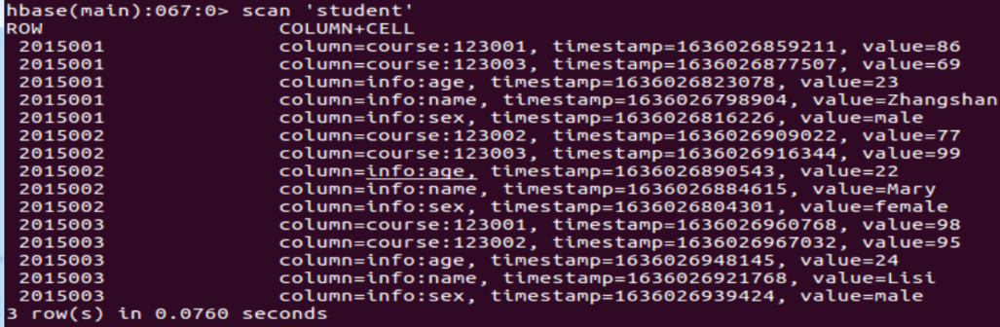 hbase(main):067:0> scan 'student'
ROW COLUMN+CELL
2015001 column=course:123001, timestamp=1636026859211, value=86
2015001 column=course:123003, timestamp=1636026877507, value=69
2015001 column=info:age, timestamp=1636026823078, value=23
2015001 column=info:name, timestamp=1636026798904, value=Zhangshan
2015001 column=info:sex, timestamp=1636026816226, value=male
2015002 column=course:123002, timestamp=1636026909022, value=77
2015002 column=course:123003, timestamp=1636026916344, value=99
2015002 column=info:age, timestamp=1636026890543, value=22
2015002 column=info:name, timestamp=1636026884615, value=Mary
2015002 column=info:sex, timestamp=1636026804301, value=female
2015003 column=course:123001, timestamp=1636026960768, value=98
2015003 column=course:123002, timestamp=1636026967032, value=95
2015003 column=info:age, timestamp=1636026948145, value=24
2015003 column=info:name, timestamp=1636026921768, value=Lisi
2015003 column=info:sex, timestamp=1636026939424, value=male
3 row(s) in 0.0760 seconds